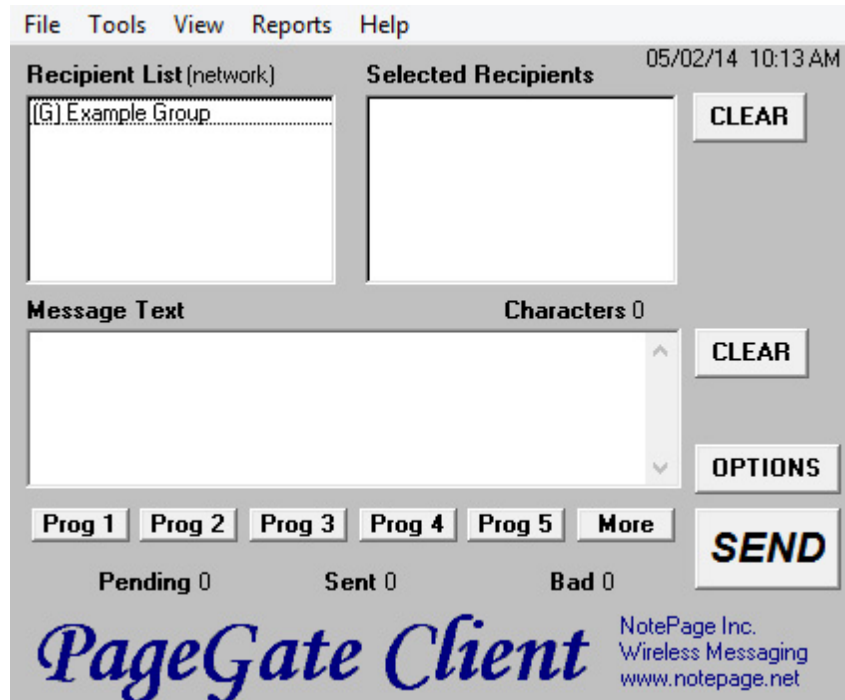 File Tools View Reports Help
05/02/14 10:13 AM
Recipient List (network) Selected Recipients
(G) Example Group
CLEAR
Message Text Characters 0
CLEAR
OPTIONS
Prog 1 Prog 2 Prog 3 Prog 4 Prog 5 More
SEND
Pending 0 Sent 0 Bad 0
PageGate Client
NotePage Inc.
Wireless Messaging
www.notepage.net